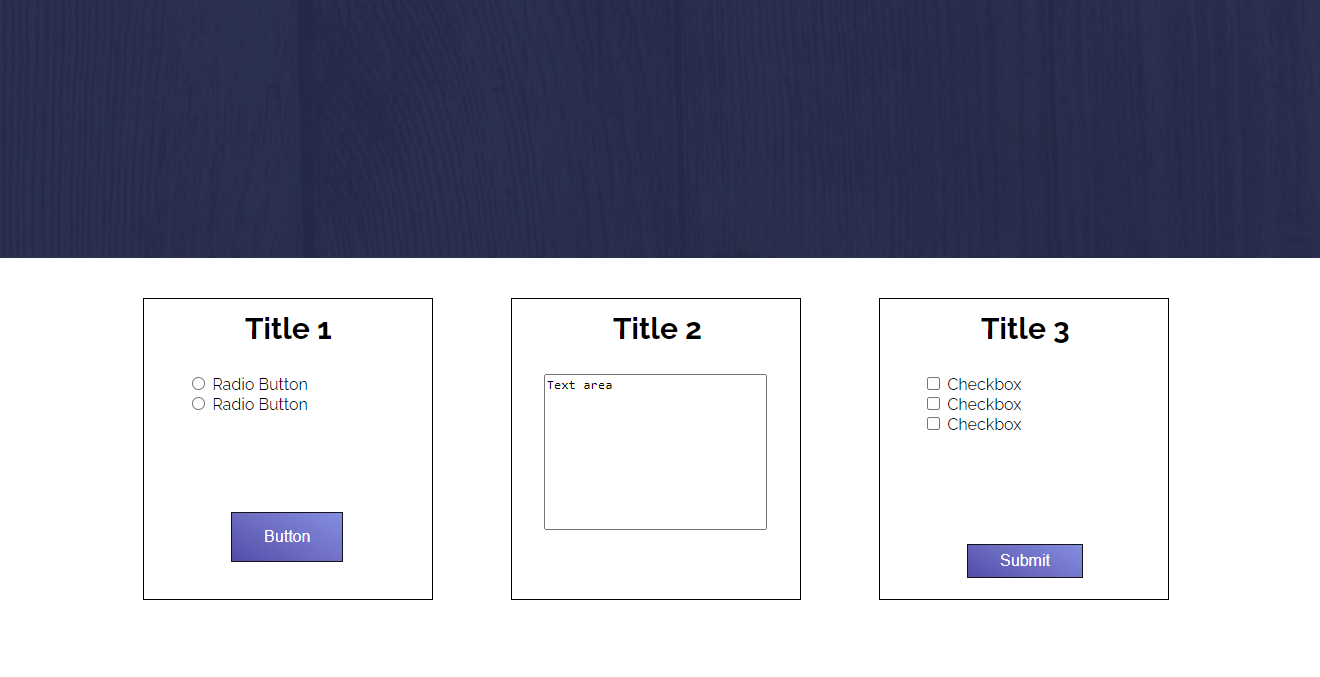 Title 1
Radio Button
Radio Button
Button
Title 2
Text area
Title 3
Checkbox
Checkbox
Checkbox
Submit